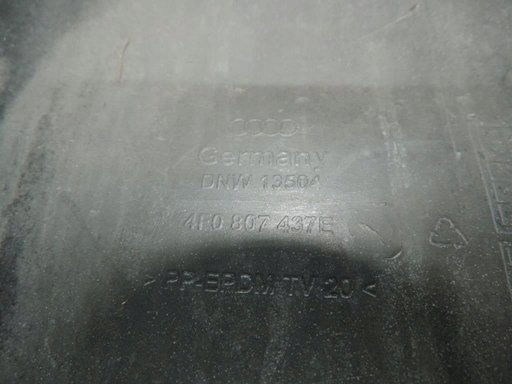 Germany
DNW 13504
4F0 807 437E
> PP-EPDM TV 20 <